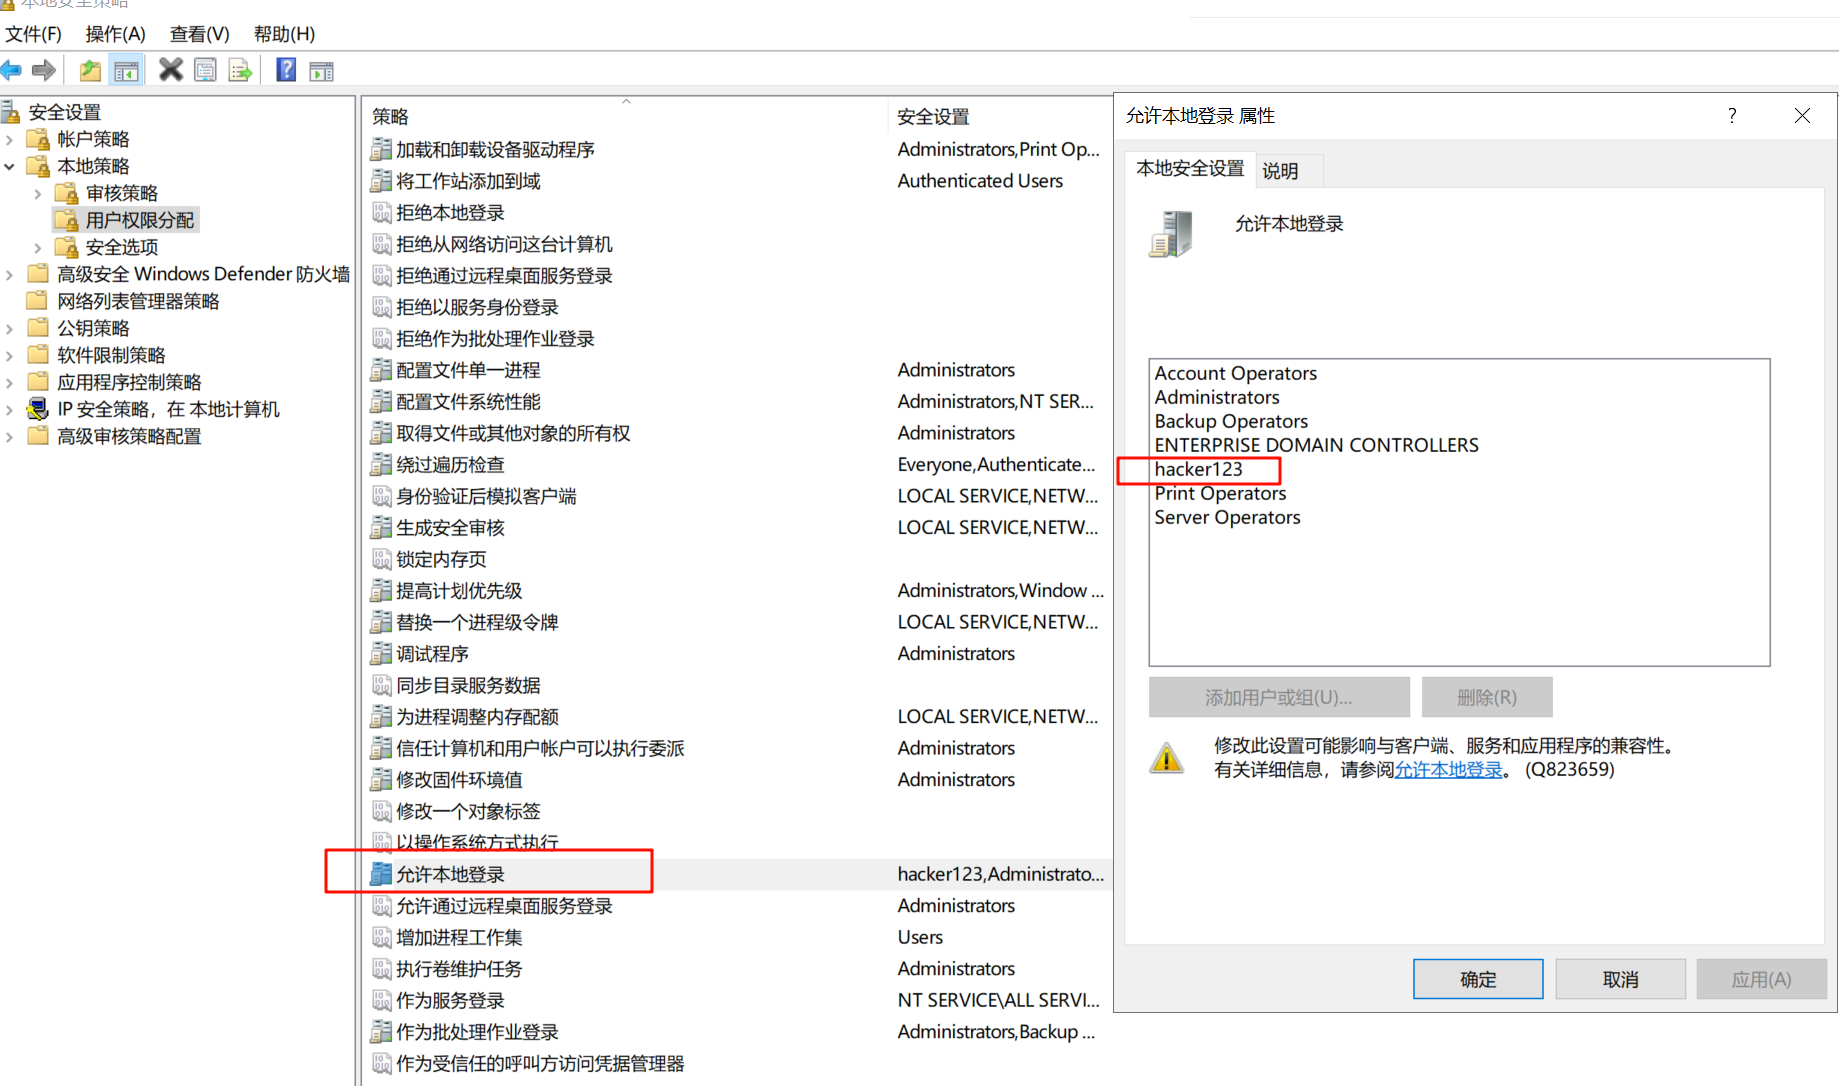 本地安全策略
文件(F) 操作(A) 查看(V) 帮助(H)
安全设置
帐户策略
本地策略
审核策略
用户权限分配
安全选项
高级安全 Windows Defender 防火墙
网络列表管理器策略
公钥策略
软件限制策略
应用程序控制策略
IP 安全策略，在 本地计算机
高级审核策略配置
策略 安全设置
加载和卸载设备驱动程序 Administrators,Print Op...
将工作站添加到域 Authenticated Users
拒绝本地登录
拒绝从网络访问这台计算机
拒绝通过远程桌面服务登录
拒绝以服务身份登录
拒绝作为批处理作业登录
配置文件单一进程 Administrators
配置文件系统性能 Administrators,NT SER...
取得文件或其他对象的所有权 Administrators
绕过遍历检查 Everyone,Authenticate...
身份验证后模拟客户端 LOCAL SERVICE,NETW...
生成安全审核 LOCAL SERVICE,NETW...
锁定内存页
提高计划优先级 Administrators,Window ...
替换一个进程级令牌 LOCAL SERVICE,NETW...
调试程序 Administrators
同步目录服务数据
为进程调整内存配额 LOCAL SERVICE,NETW...
信任计算机和用户帐户可以执行委派 Administrators
修改固件环境值 Administrators
修改一个对象标签
以操作系统方式执行
允许本地登录 hacker123,Administrato...
允许通过远程桌面服务登录 Administrators
增加进程工作集 Users
执行卷维护任务 Administrators
作为服务登录 NT SERVICE\ALL SERVI...
作为批处理作业登录 Administrators,Backup ...
作为受信任的呼叫方访问凭据管理器
允许本地登录 属性
本地安全设置 说明
允许本地登录
Account Operators
Administrators
Backup Operators
ENTERPRISE DOMAIN CONTROLLERS
hacker123
Print Operators
Server Operators
添加用户或组(U)... 删除(R)
修改此设置可能影响与客户端、服务和应用程序的兼容性。
有关详细信息，请参阅允许本地登录。 (Q823659)
确定 取消 应用(A)